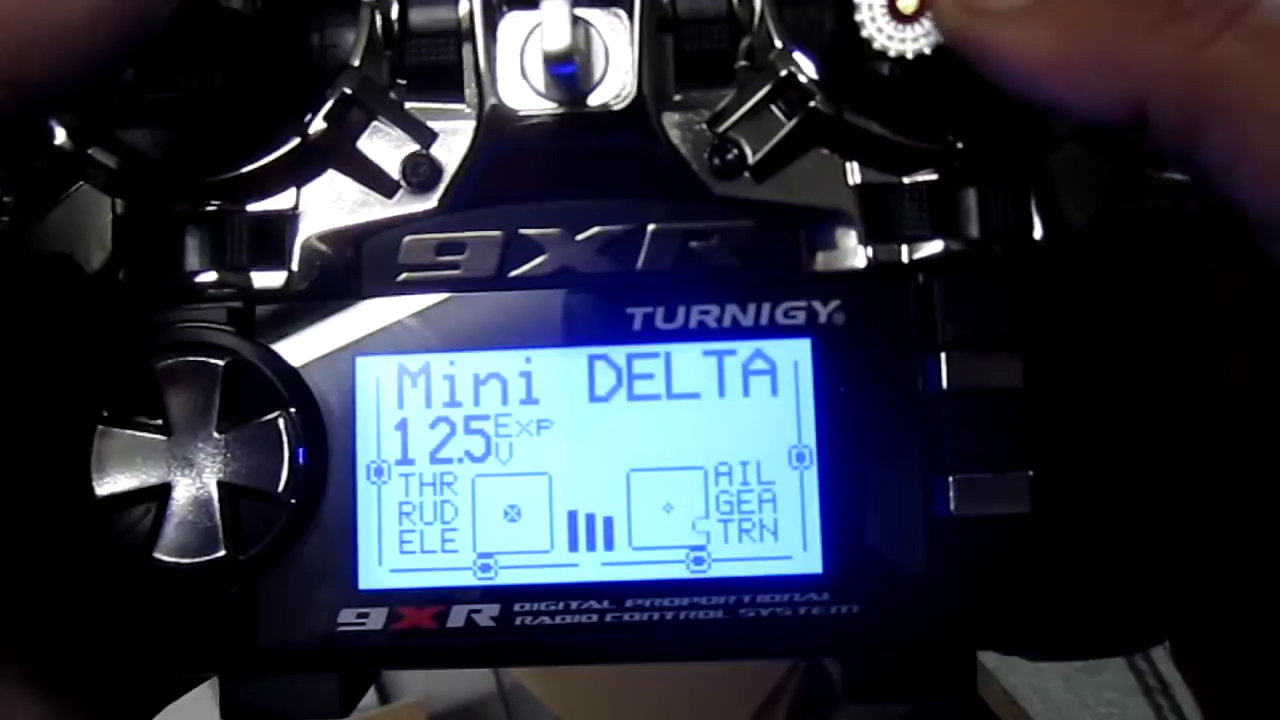 9XR
TURNIGY
Mini DELTA
12.5 Exp V
THR
RUD
ELE
AIL
GEA
TRN
9XR DIGITAL PROPORTIONAL
RADIO CONTROL SYSTEM